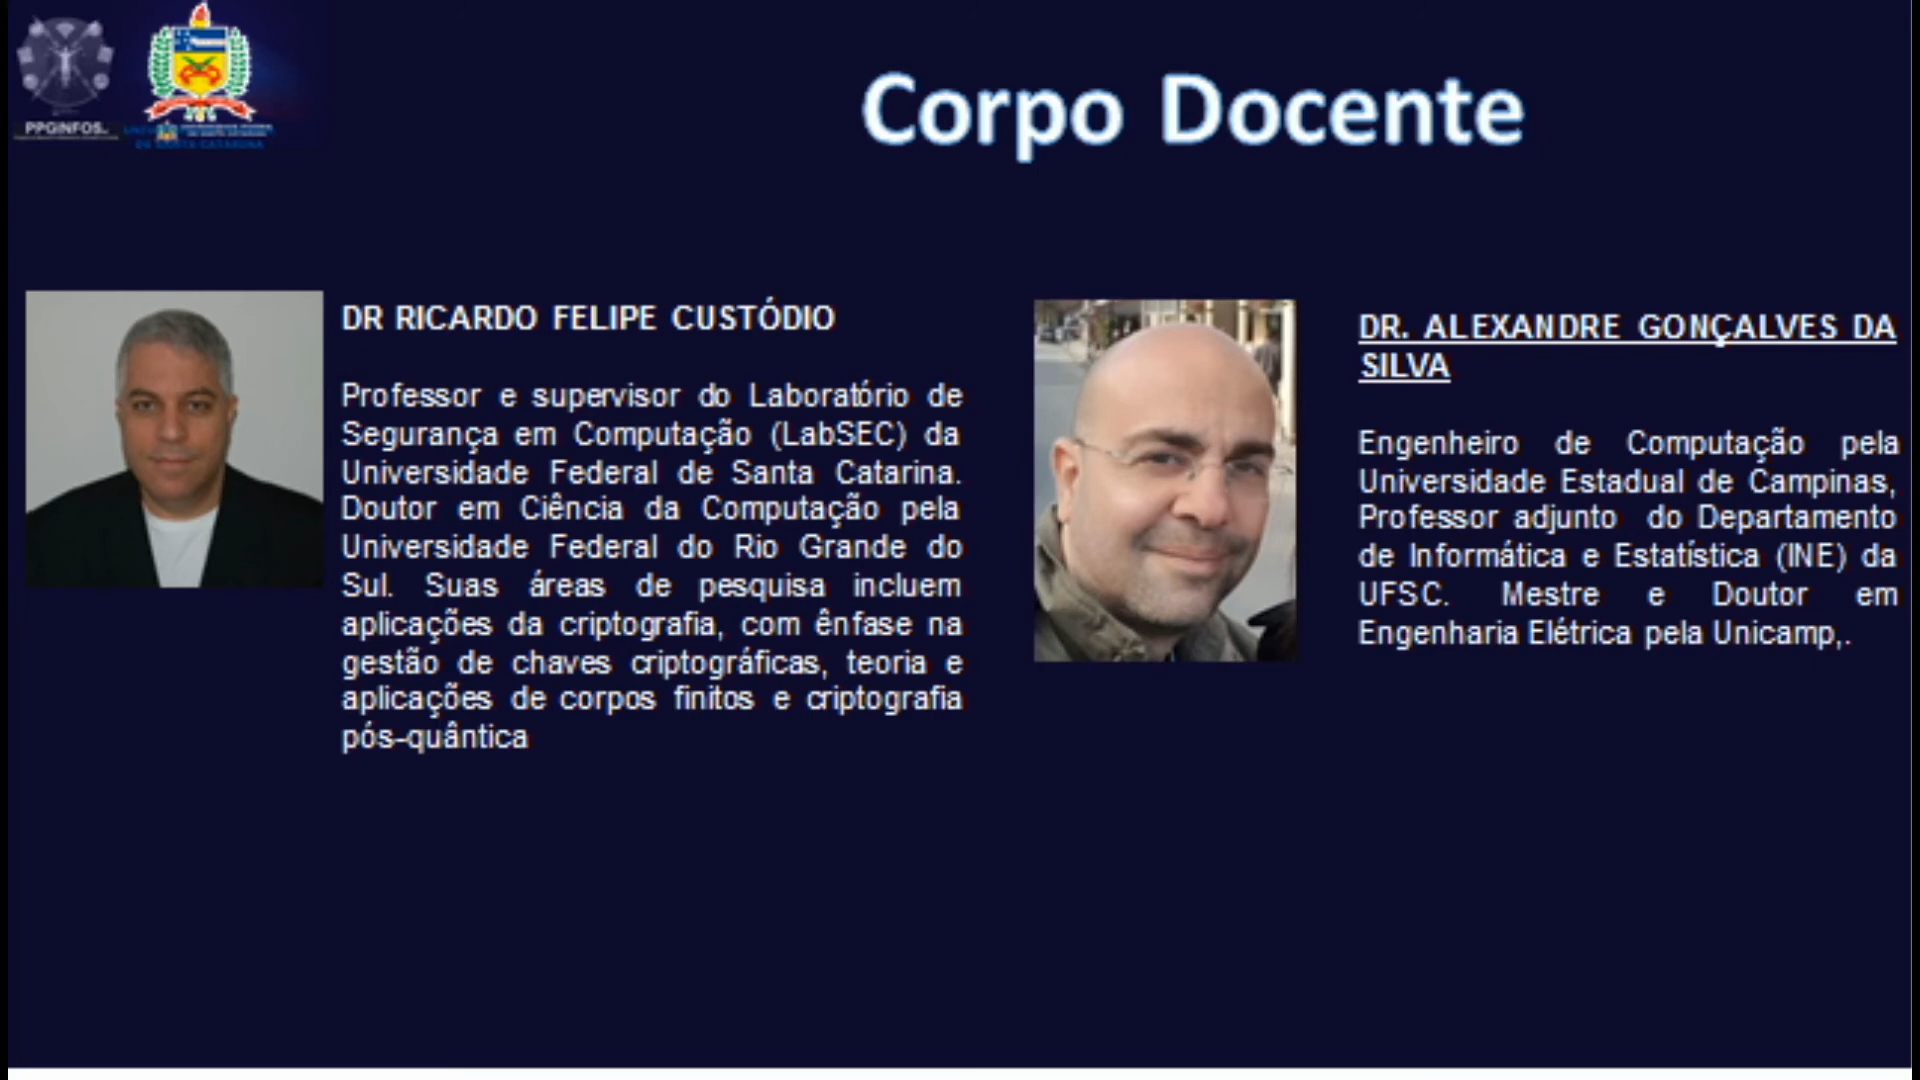 PPGINFOS.
DE SANTA CATARINA
Corpo Docente
DR RICARDO FELIPE CUSTÓDIO
Professor e supervisor do Laboratório de
Segurança em Computação (LabSEC) da
Universidade Federal de Santa Catarina.
Doutor em Ciência da Computação pela
Universidade Federal do Rio Grande do
Sul. Suas áreas de pesquisa incluem
aplicações da criptografia, com ênfase na
gestão de chaves criptográficas, teoria e
aplicações de corpos finitos e criptografia
pós-quântica
DR. ALEXANDRE GONÇALVES DA
SILVA
Engenheiro de Computação pela
Universidade Estadual de Campinas,
Professor adjunto do Departamento
de Informática e Estatística (INE) da
UFSC. Mestre e Doutor em
Engenharia Elétrica pela Unicamp,.